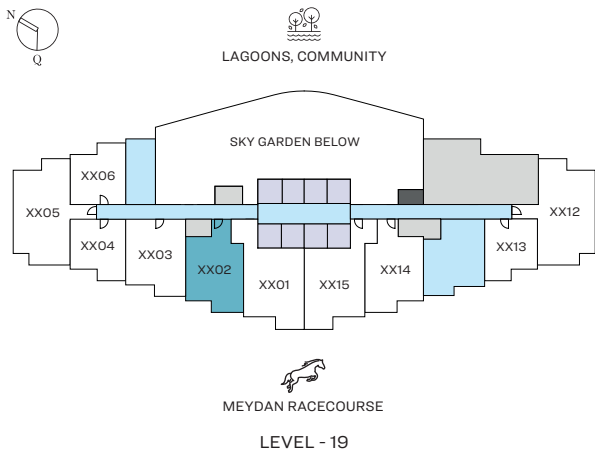 N
Q
LAGOONS, COMMUNITY
SKY GARDEN BELOW
XX06
XX05
XX12
XX04
XX03
XX13
XX02
XX14
XX01
XX15
MEYDAN RACECOURSE
LEVEL - 19